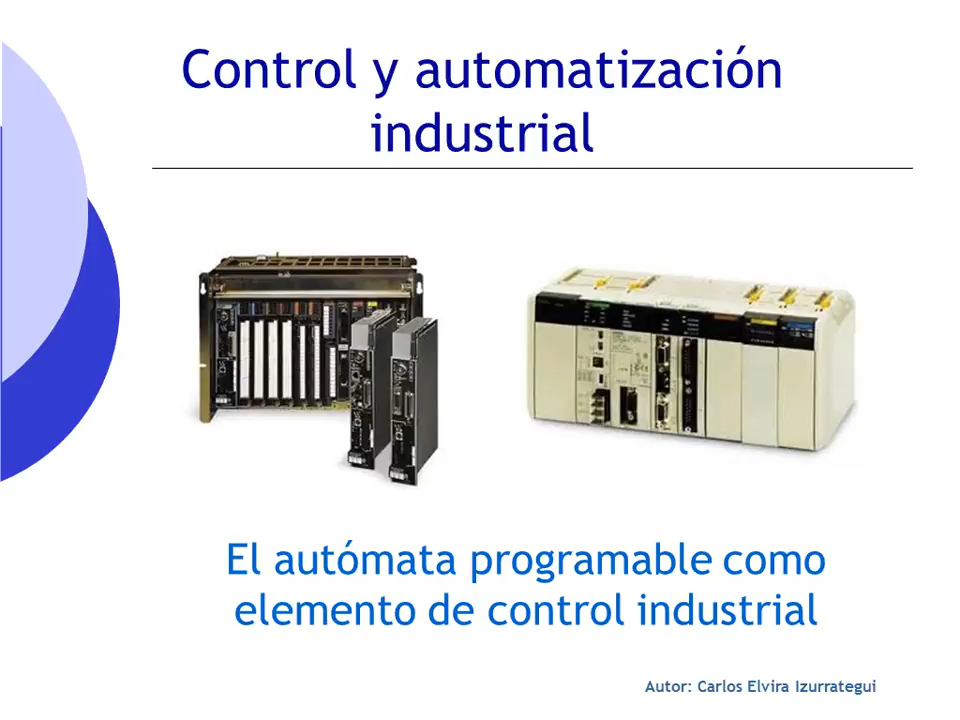 Control y automatización
industrial
El autómata programable como
elemento de control industrial
Autor: Carlos Elvira Izurrategui